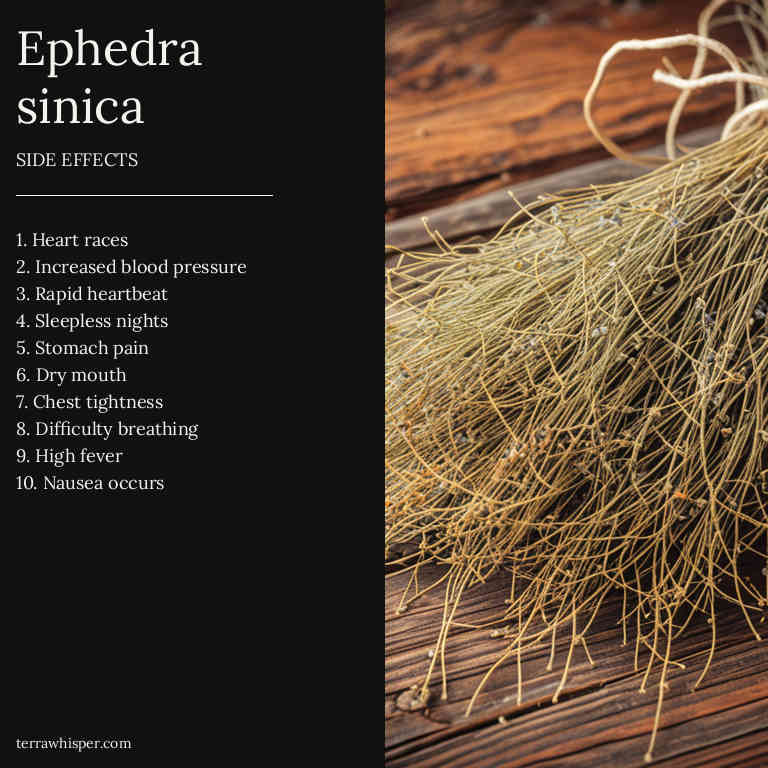 Ephedra
sinica
SIDE EFFECTS
1. Heart races
2. Increased blood pressure
3. Rapid heartbeat
4. Sleepless nights
5. Stomach pain
6. Dry mouth
7. Chest tightness
8. Difficulty breathing
9. High fever
10. Nausea occurs
terrawhisper.com